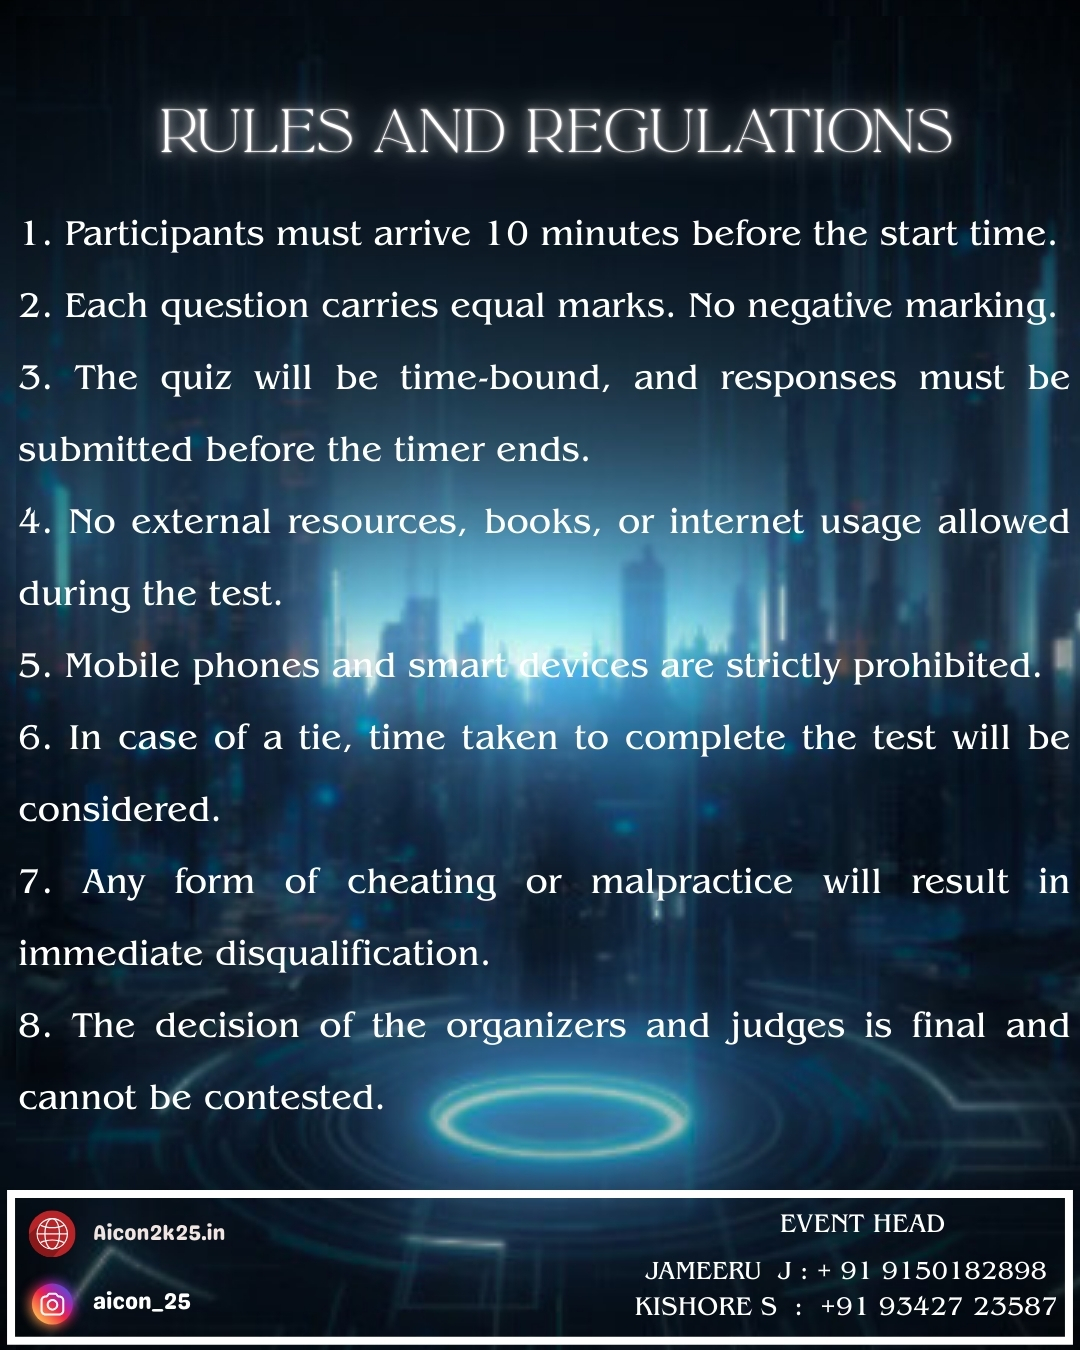 RULES AND REGULATIONS
1. Participants must arrive 10 minutes before the start time.
2. Each question carries equal marks. No negative marking.
3. The quiz will be time-bound, and responses must be
submitted before the timer ends.
4. No external resources, books, or internet usage allowed
during the test.
5. Mobile phones and smart devices are strictly prohibited.
6. In case of a tie, time taken to complete the test will be
considered.
7. Any form of cheating or malpractice will result in
immediate disqualification.
8. The decision of the organizers and judges is final and
cannot be contested.
Aicon2k25.in
aicon_25
EVENT HEAD
JAMEERU J : + 91 9150182898
KISHORE S : +91 93427 23587